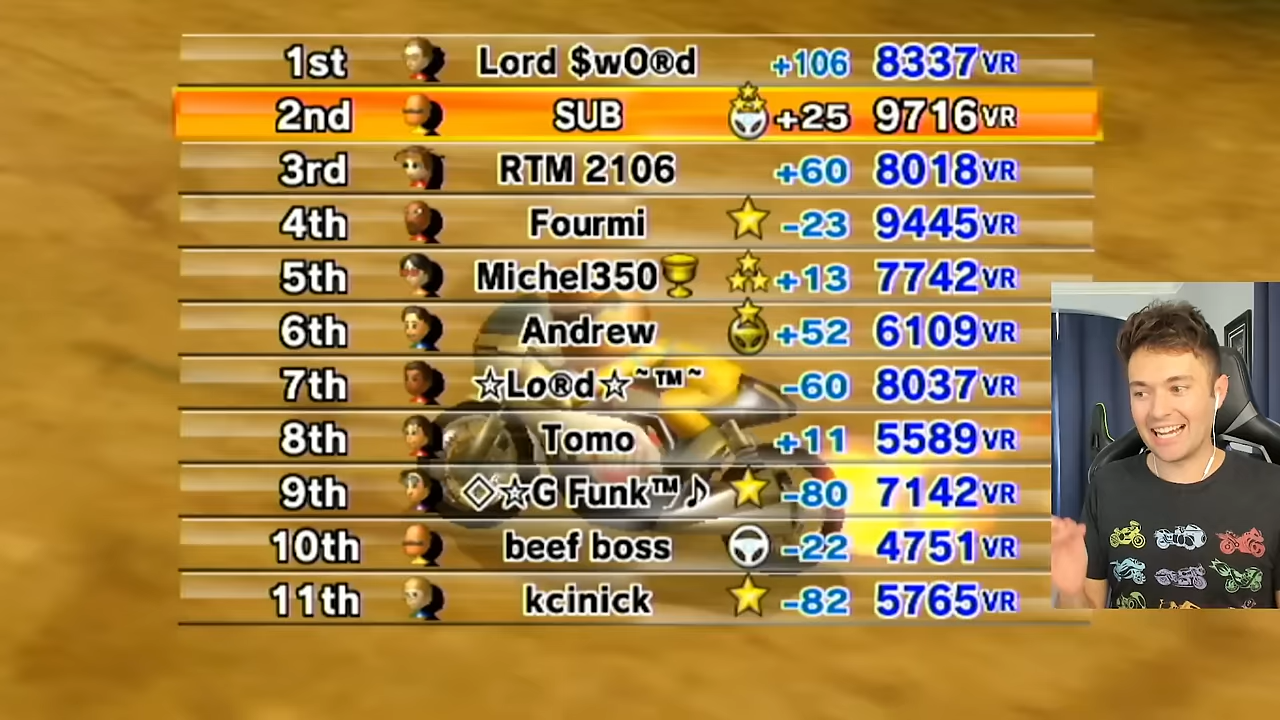 1st Lord $wO®d +106 8337VR
2nd SUB +25 9716VR
3rd RTM 2106 +60 8018VR
4th Fourmi -23 9445VR
5th Michel350 +13 7742VR
6th Andrew +52 6109VR
7th ☆Lo®d☆~™~ -60 8037VR
8th Tomo +11 5589VR
9th ◇☆G Funk™♪ -80 7142VR
10th beef boss -22 4751VR
11th kcinick -82 5765VR